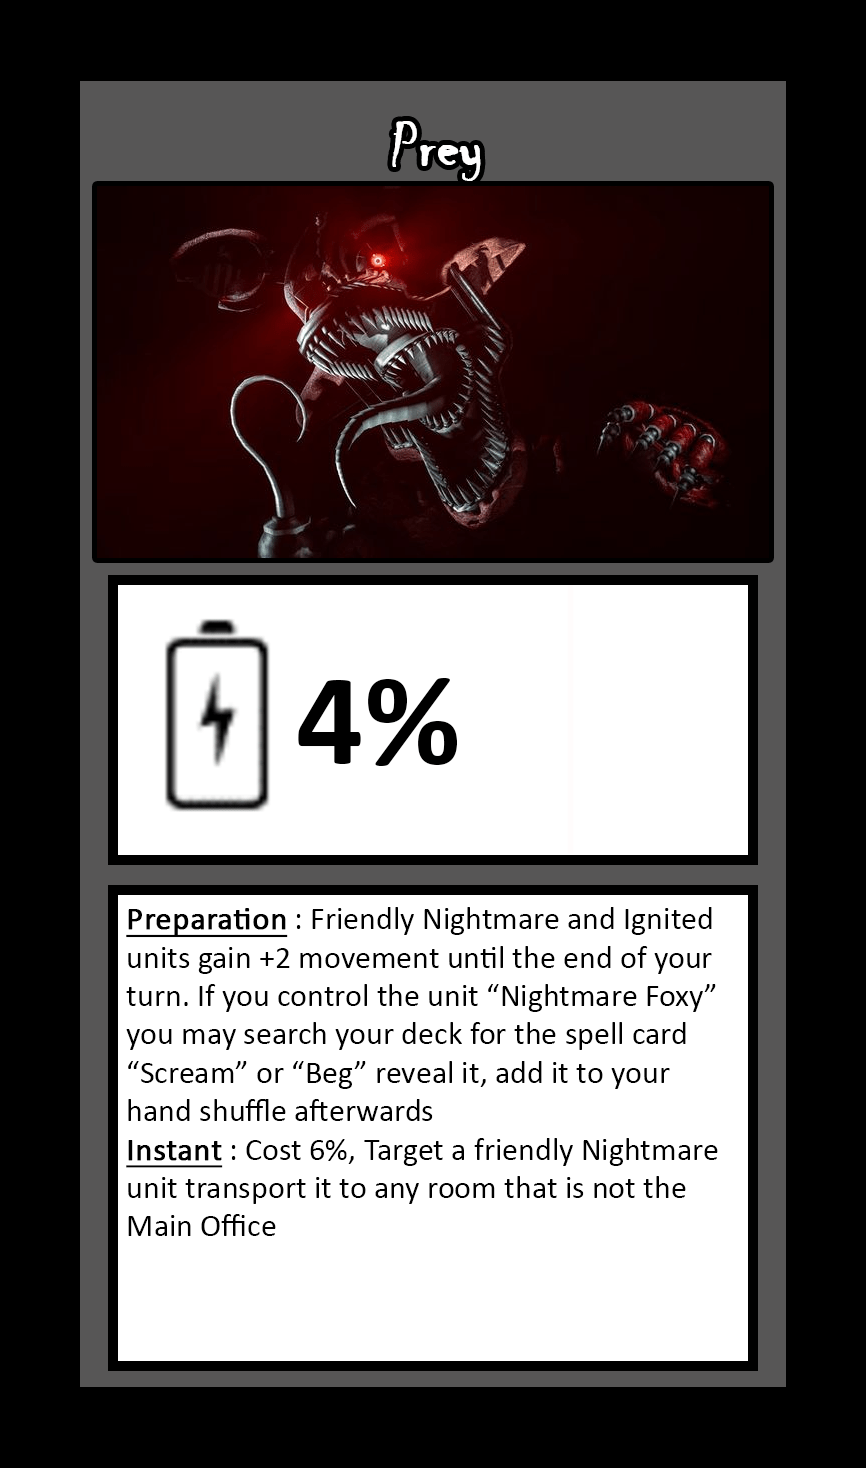 Prey
4%
Preparation : Friendly Nightmare and Ignited
units gain +2 movement until the end of your
turn. If you control the unit “Nightmare Foxy”
you may search your deck for the spell card
“Scream” or “Beg” reveal it, add it to your
hand shuffle afterwards
Instant : Cost 6%, Target a friendly Nightmare
unit transport it to any room that is not the
Main Office